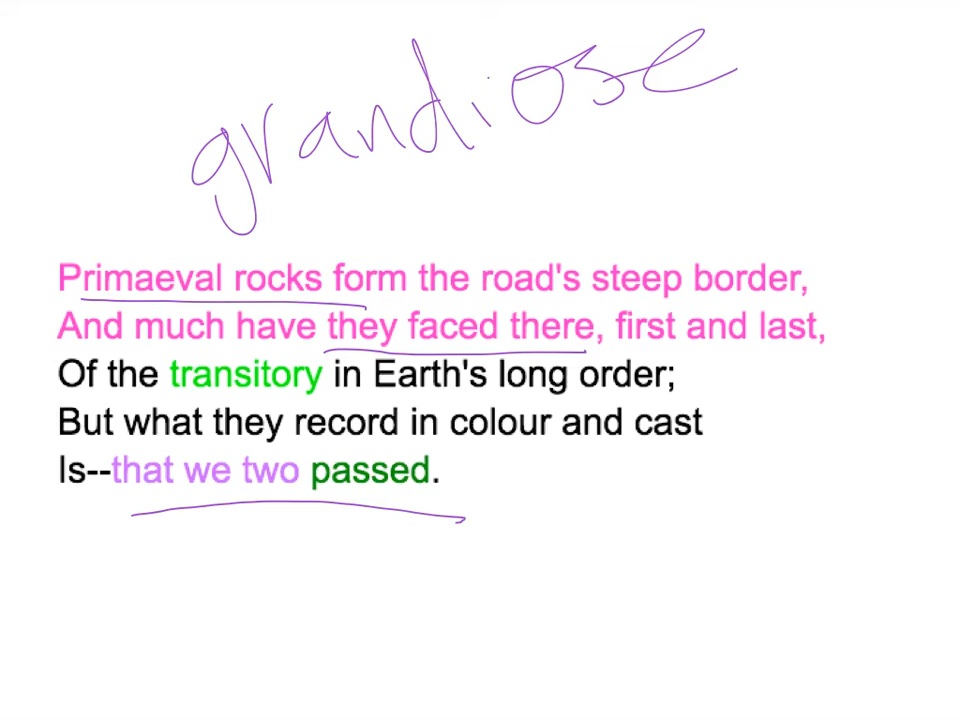 grandiose
Primaeval rocks form the road's steep border,
And much have they faced there, first and last,
Of the transitory in Earth's long order;
But what they record in colour and cast
Is--that we two passed.